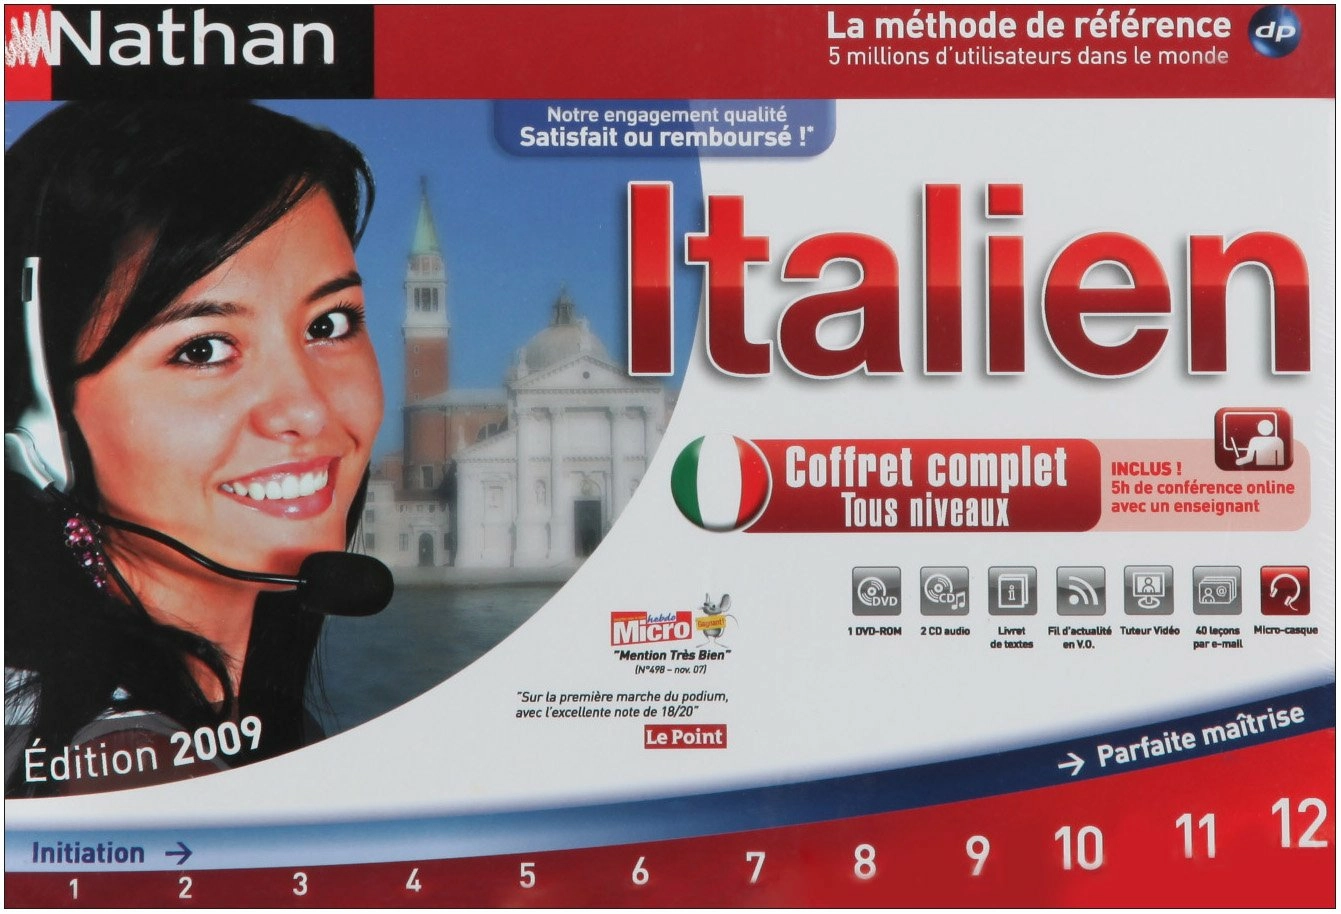 Nathan
La méthode de référence
dp
5 millions d'utilisateurs dans le monde
Notre engagement qualité
Satisfait ou remboursé !*
Italien
Coffret complet
Tous niveaux
INCLUS !
5h de conférence online
avec un enseignant
DVD
CD
i
@
1 DVD-ROM
2 CD audio
Livret
de textes
Fil d'actualité
en V.O.
Tuteur Vidéo
40 leçons
par e-mail
Micro-casque
hebdo
Micro
Gagnant!
"Mention Très Bien"
(N°498 – nov. 07)
"Sur la première marche du podium,
avec l'excellente note de 18/20"
Le Point
Édition 2009
→ Parfaite maîtrise
Initiation →
1 2 3 4 5 6 7 8 9 10 11 12